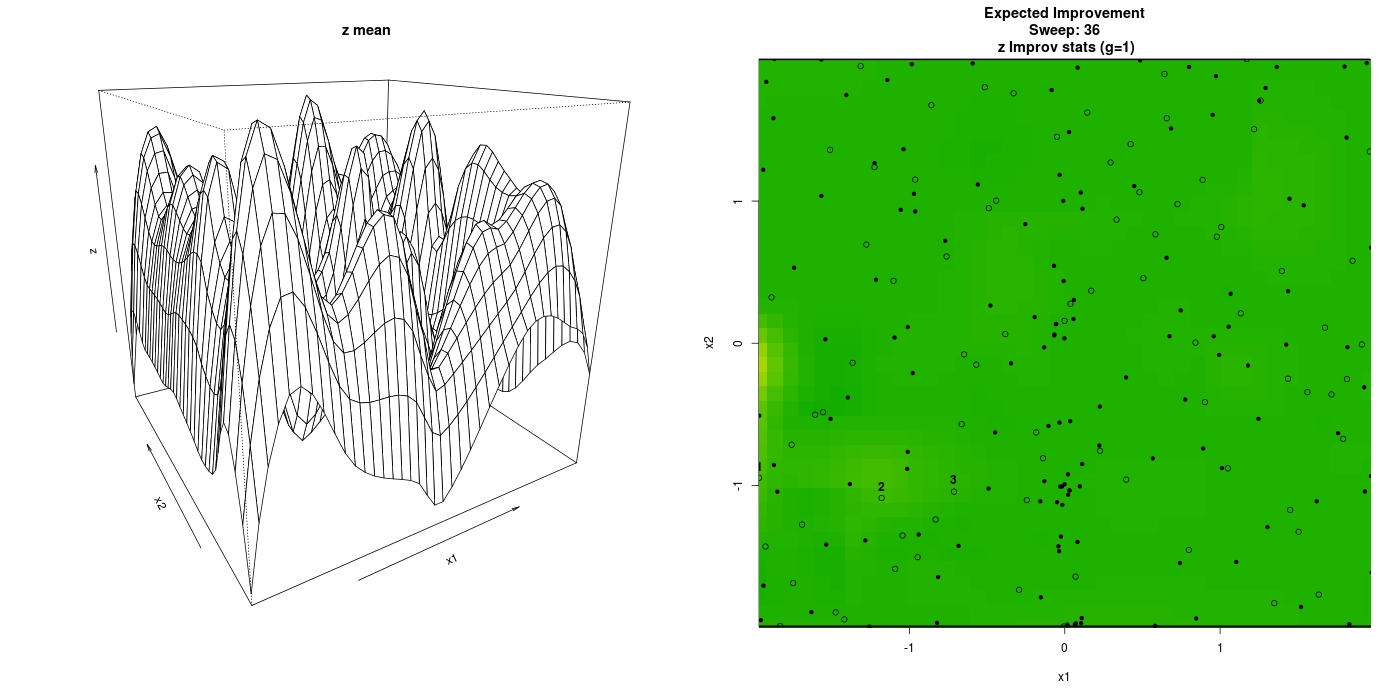 z mean
z
x2
x1
Expected Improvement
Sweep: 36
z Improv stats (g=1)
x2
1
0
-1
2
3
-1
0
1
x1